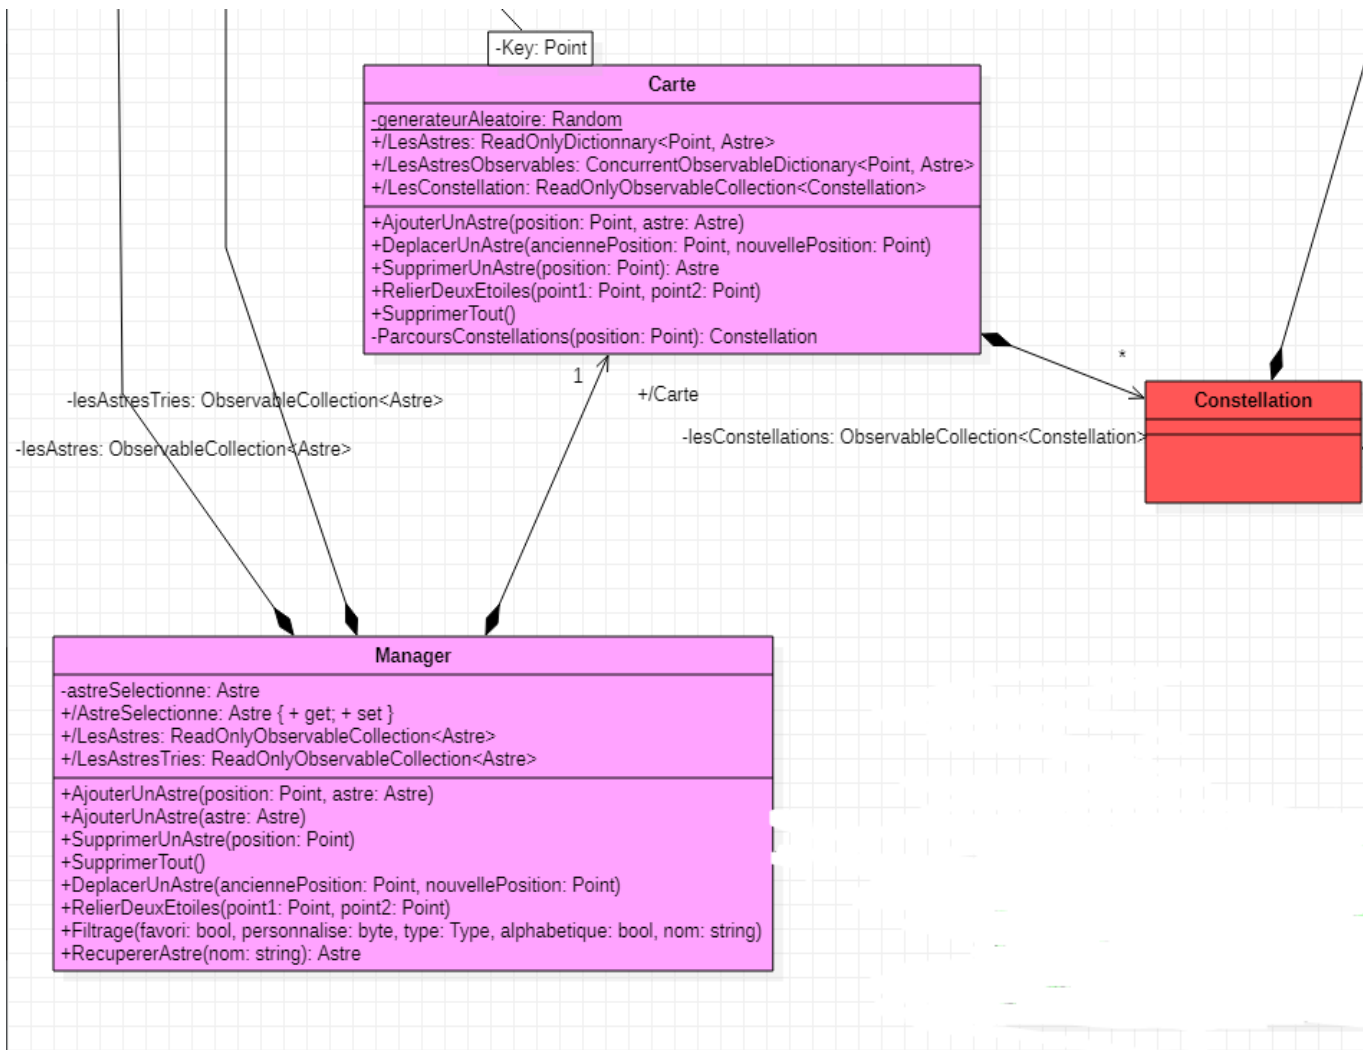 -Key: Point
Carte
-generateurAleatoire: Random
+/LesAstres: ReadOnlyDictionnary<Point, Astre>
+/LesAstresObservables: ConcurrentObservableDictionary<Point, Astre>
+/LesConstellation: ReadOnlyObservableCollection<Constellation>
+AjouterUnAstre(position: Point, astre: Astre)
+DeplacerUnAstre(anciennePosition: Point, nouvellePosition: Point)
+SupprimerUnAstre(position: Point): Astre
+RelierDeuxEtoiles(point1: Point, point2: Point)
+SupprimerTout()
-ParcoursConstellations(position: Point): Constellation
*
1
+/Carte
-lesAstresTries: ObservableCollection<Astre>
Constellation
-lesConstellations: ObservableCollection<Constellation>
-lesAstres: ObservableCollection<Astre>
Manager
-astreSelectionne: Astre
+/AstreSelectionne: Astre { + get; + set }
+/LesAstres: ReadOnlyObservableCollection<Astre>
+/LesAstresTries: ReadOnlyObservableCollection<Astre>
+AjouterUnAstre(position: Point, astre: Astre)
+AjouterUnAstre(astre: Astre)
+SupprimerUnAstre(position: Point)
+SupprimerTout()
+DeplacerUnAstre(anciennePosition: Point, nouvellePosition: Point)
+RelierDeuxEtoiles(point1: Point, point2: Point)
+Filtrage(favori: bool, personnalise: byte, type: Type, alphabetique: bool, nom: string)
+RecupererAstre(nom: string): Astre